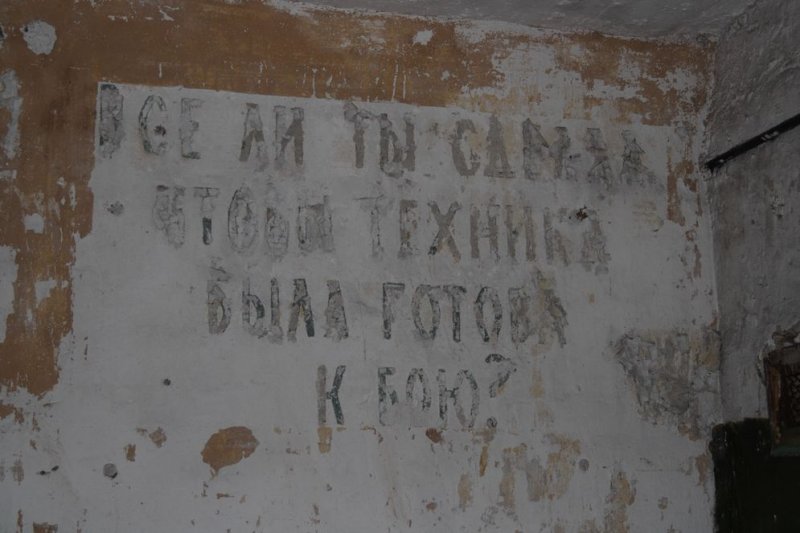 ВСЕ ЛИ ТЫ СДЕЛАЛ
ЧТОБЫ ТЕХНИКА
БЫЛА ГОТОВА
К БОЮ?